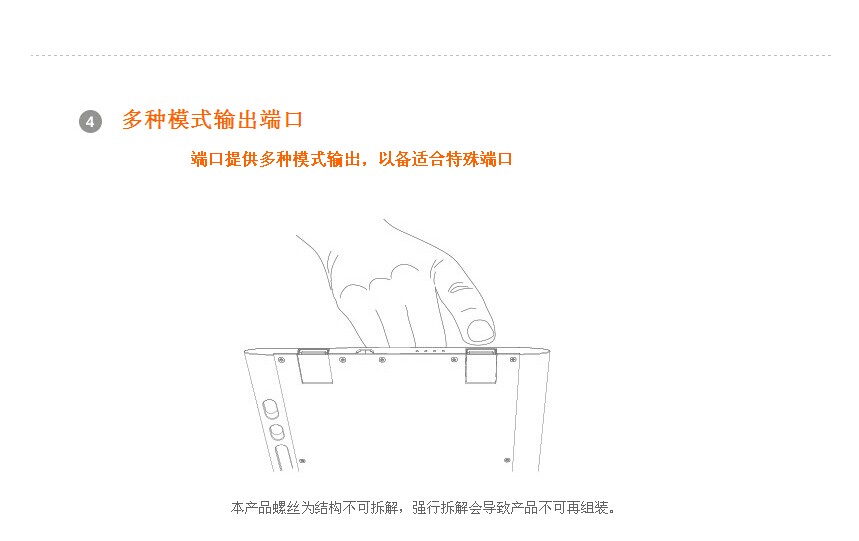 4 多种模式输出端口
端口提供多种模式输出，以备适合特殊端口
本产品螺丝为结构不可拆解，强行拆解会导致产品不可再组装。